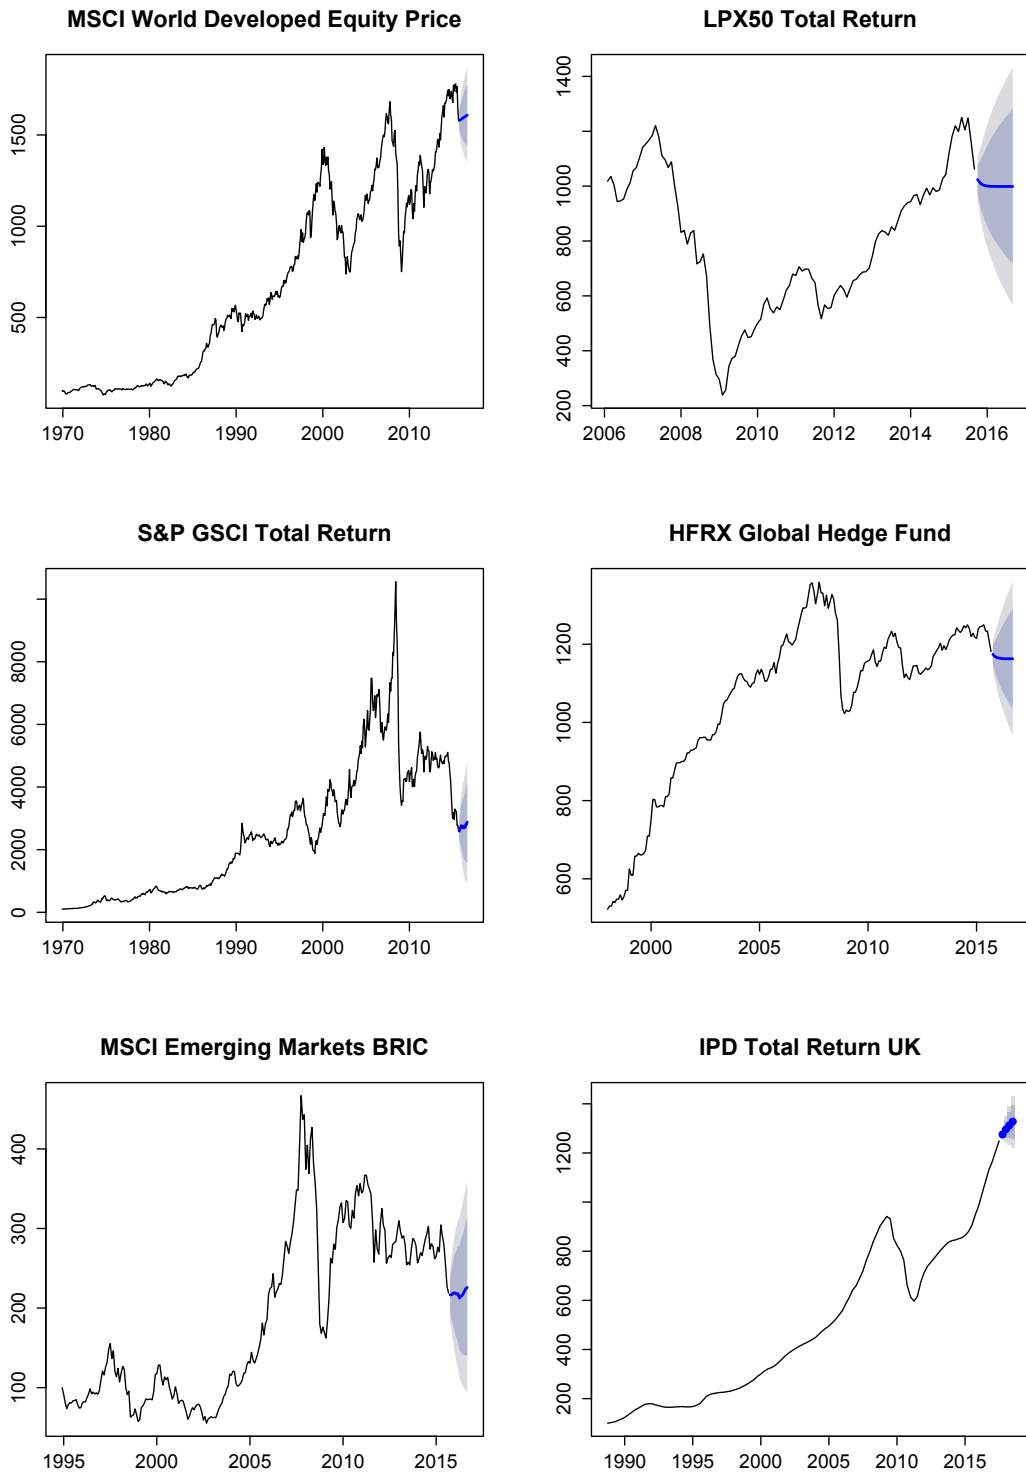 MSCI World Developed Equity Price
500
1000
1500
1970 1980 1990 2000 2010
LPX50 Total Return
200 400 600 800 1000 1400
2006 2008 2010 2012 2014 2016
S&P GSCI Total Return
0 2000 4000 6000 8000
1970 1980 1990 2000 2010
HFRX Global Hedge Fund
600 800 1000 1200
2000 2005 2010 2015
MSCI Emerging Markets BRIC
100 200 300 400
1995 2000 2005 2010 2015
IPD Total Return UK
200 400 600 800 1200
1990 1995 2000 2005 2010 2015